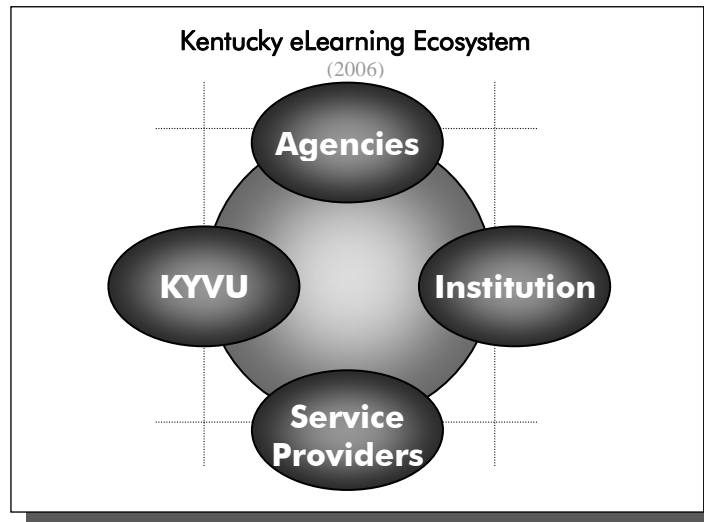 Kentucky eLearning Ecosystem
(2006)
Agencies
KYVU
Institution
Service
Providers